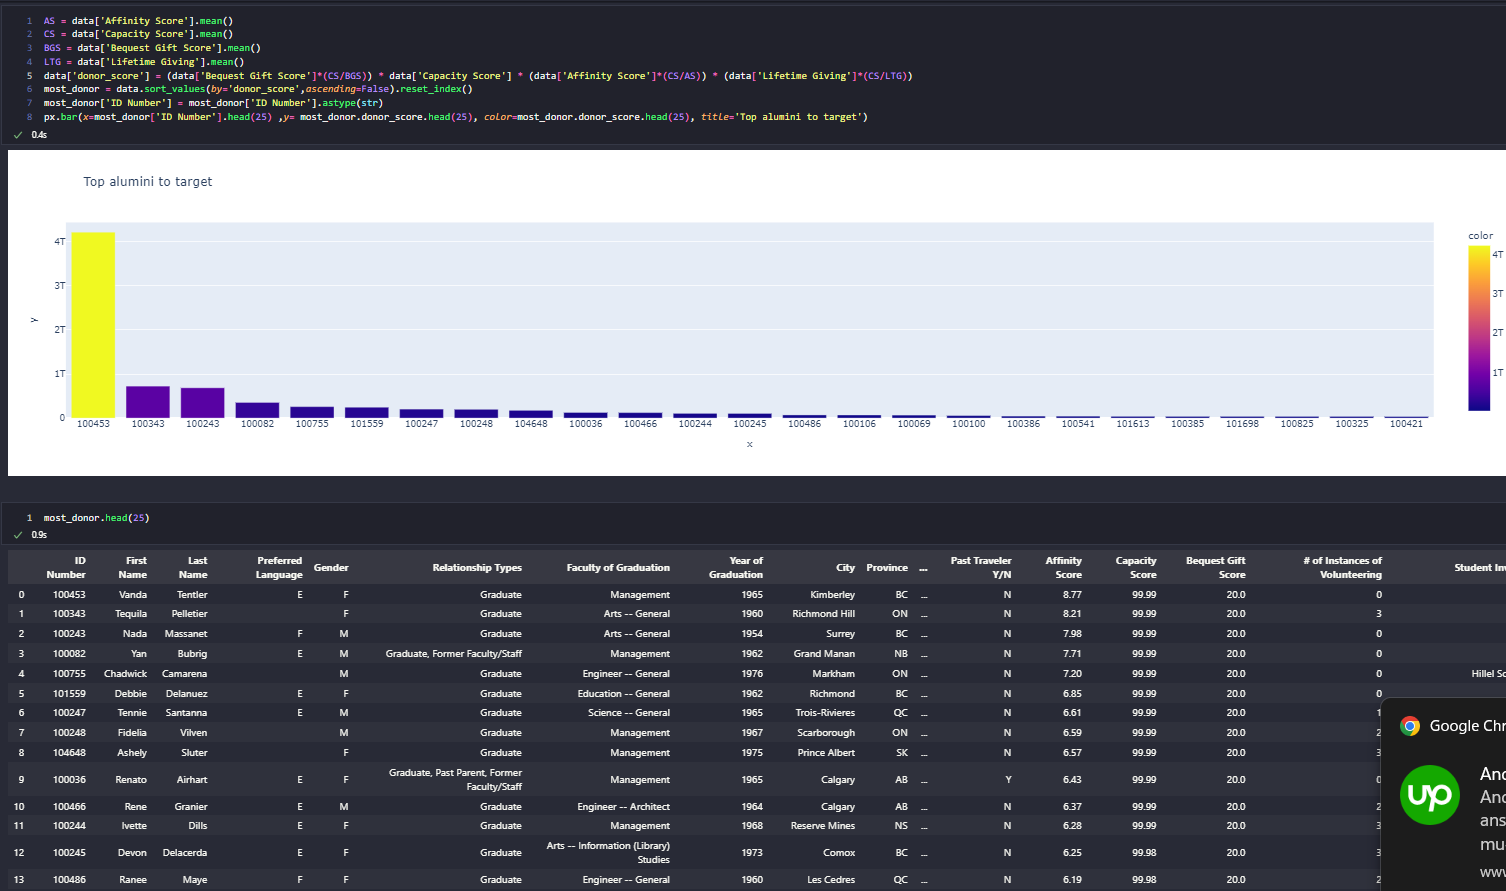 1 AS = data['Affinity Score'].mean()
2 CS = data['Capacity Score'].mean()
3 BGS = data['Bequest Gift Score'].mean()
4 LTG = data['Lifetime Giving'].mean()
5 data['donor_score'] = (data['Bequest Gift Score']*(CS/BGS)) * data['Capacity Score'] * (data['Affinity Score']*(CS/AS)) * (data['Lifetime Giving']*(CS/LTG))
6 most_donor = data.sort_values(by='donor_score',ascending=False).reset_index()
7 most_donor['ID Number'] = most_donor['ID Number'].astype(str)
8 px.bar(x=most_donor['ID Number'].head(25) ,y= most_donor.donor_score.head(25), color=most_donor.donor_score.head(25), title='Top alumini to target')
✓ 0.4s
Top alumini to target
color
4T
3T
2T
1T
0
y
4T
3T
2T
1T
100453 100343 100243 100082 100755 101559 100247 100248 104648 100036 100466 100244 100245 100486 100106 100069 100100 100386 100541 101613 100385 101698 100825 100325 100421
x
1 most_donor.head(25)
✓ 0.9s
ID Number First Name Last Name Preferred Language Gender Relationship Types Faculty of Graduation Year of Graduation City Province ... Past Traveler Y/N Affinity Score Capacity Score Bequest Gift Score # of Instances of Volunteering Student Inv
0 100453 Vanda Tentler E F Graduate Management 1965 Kimberley BC ... N 8.77 99.99 20.0 0
1 100343 Tequila Pelletier F Graduate Arts -- General 1960 Richmond Hill ON ... N 8.21 99.99 20.0 3
2 100243 Nada Massanet F M Graduate Arts -- General 1954 Surrey BC ... N 7.98 99.99 20.0 0
3 100082 Yan Bubrig E M Graduate, Former Faculty/Staff Management 1962 Grand Manan NB ... N 7.71 99.99 20.0 0
4 100755 Chadwick Camarena M Graduate Engineer -- General 1976 Markham ON ... N 7.20 99.99 20.0 0 Hillel So
5 101559 Debbie Delanuez E F Graduate Education -- General 1962 Richmond BC ... N 6.85 99.99 20.0 0
6 100247 Tennie Santanna E M Graduate Science -- General 1965 Trois-Rivieres QC ... N 6.61 99.99 20.0 1
7 100248 Fidelia Vilven M Graduate Management 1967 Scarborough ON ... N 6.59 99.99 20.0 2
8 104648 Ashely Sluter F Graduate Management 1975 Prince Albert SK ... N 6.57 99.99 20.0 3
9 100036 Renato Airhart E F Graduate, Past Parent, Former Faculty/Staff Management 1965 Calgary AB ... Y 6.43 99.99 20.0 0
10 100466 Rene Granier E M Graduate Engineer -- Architect 1964 Calgary AB ... N 6.37 99.99 20.0 2
11 100244 Ivette Dills E F Graduate Management 1968 Reserve Mines NS ... N 6.28 99.99 20.0 3
12 100245 Devon Delacerda E F Graduate Arts -- Information (Library) Studies 1973 Comox BC ... N 6.25 99.98 20.0 3
13 100486 Ranee Maye F F Graduate Engineer -- General 1960 Les Cedres QC ... N 6.19 99.98 20.0 2
Google Chr
up
And
And
ans
mu
www